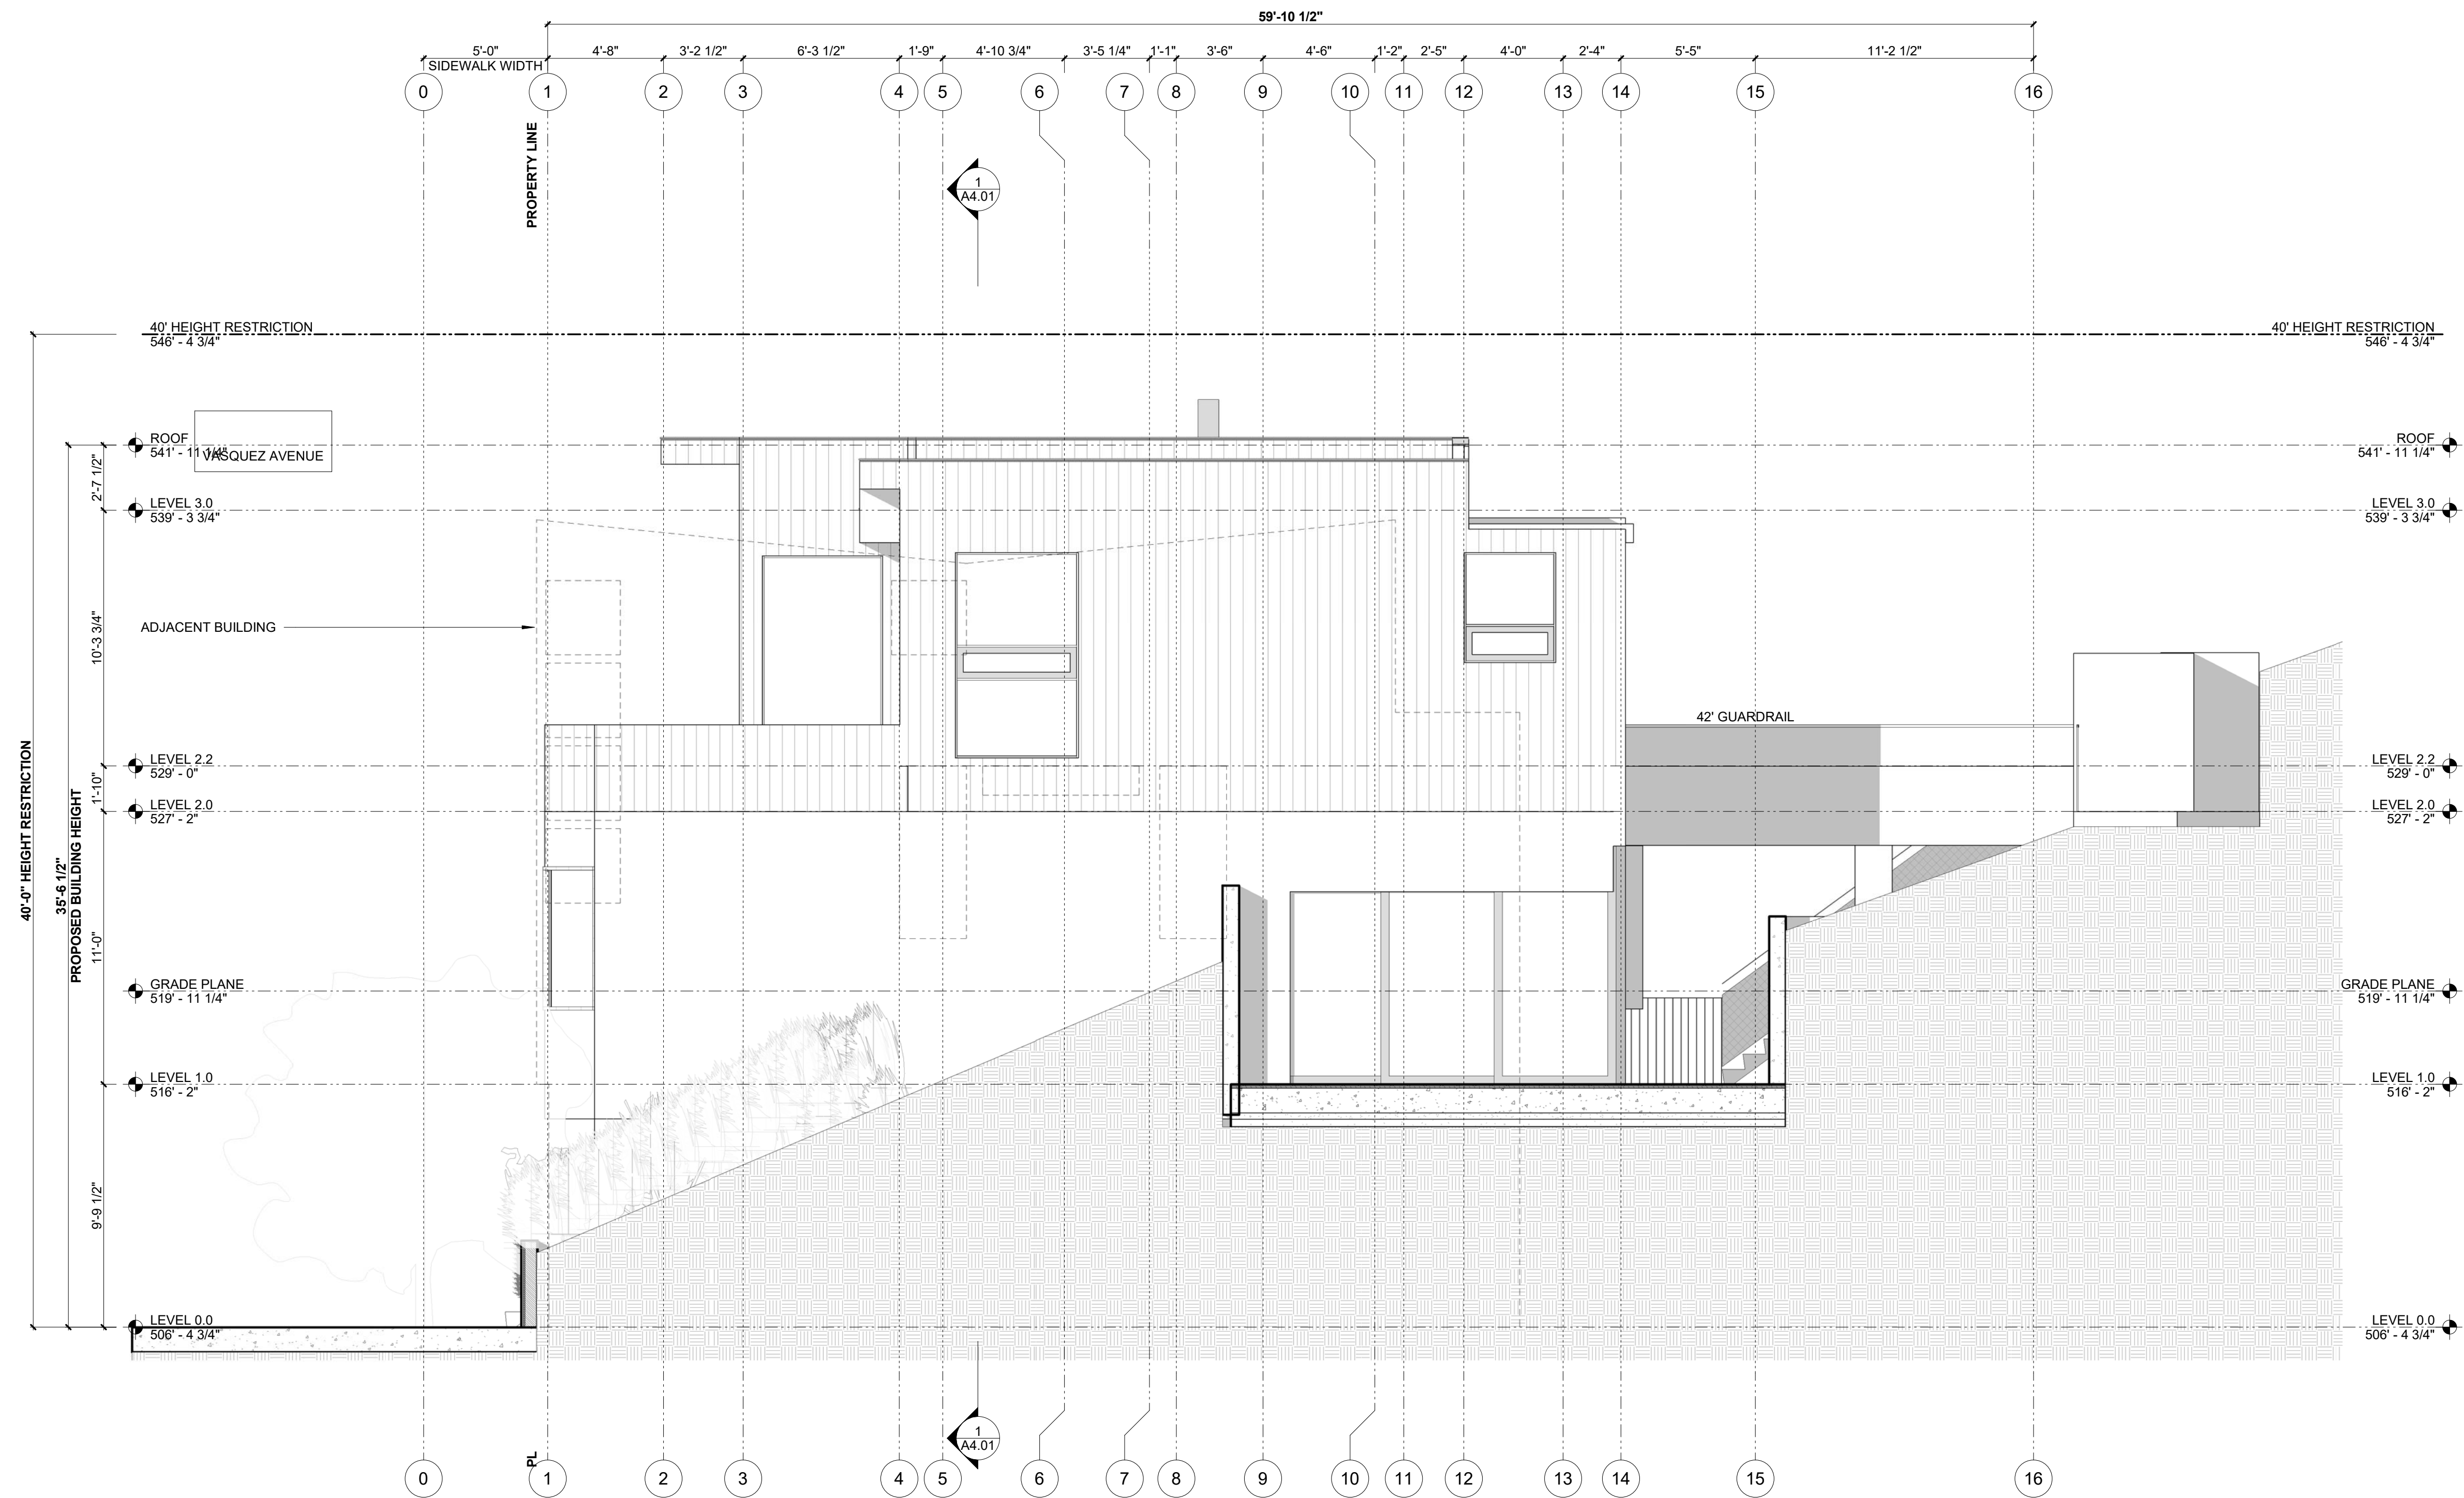 59'-10 1/2"
5'-0" 4'-8" 3'-2 1/2" 6'-3 1/2" 1'-9" 4'-10 3/4" 3'-5 1/4" 1'-1" 3'-6" 4'-6" 1'-2" 2'-5" 4'-0" 2'-4" 5'-5" 11'-2 1/2"
SIDEWALK WIDTH
0 1 2 3 4 5 6 7 8 9 10 11 12 13 14 15 16
PROPERTY LINE
1
A4.01
40' HEIGHT RESTRICTION
546' - 4 3/4"
40' HEIGHT RESTRICTION
546' - 4 3/4"
ROOF
541' - 11 1/4"
VASQUEZ AVENUE
ROOF
541' - 11 1/4"
2'-7 1/2"
LEVEL 3.0
539' - 3 3/4"
LEVEL 3.0
539' - 3 3/4"
10'-3 3/4"
ADJACENT BUILDING
42' GUARDRAIL
LEVEL 2.2
529' - 0"
LEVEL 2.2
529' - 0"
1'-10"
LEVEL 2.0
527' - 2"
LEVEL 2.0
527' - 2"
40'-0" HEIGHT RESTRICTION
35'-6 1/2"
PROPOSED BUILDING HEIGHT
11'-0"
GRADE PLANE
519' - 11 1/4"
GRADE PLANE
519' - 11 1/4"
LEVEL 1.0
516' - 2"
LEVEL 1.0
516' - 2"
9'-9 1/2"
LEVEL 0.0
506' - 4 3/4"
LEVEL 0.0
506' - 4 3/4"
1
A4.01
PL
0 1 2 3 4 5 6 7 8 9 10 11 12 13 14 15 16